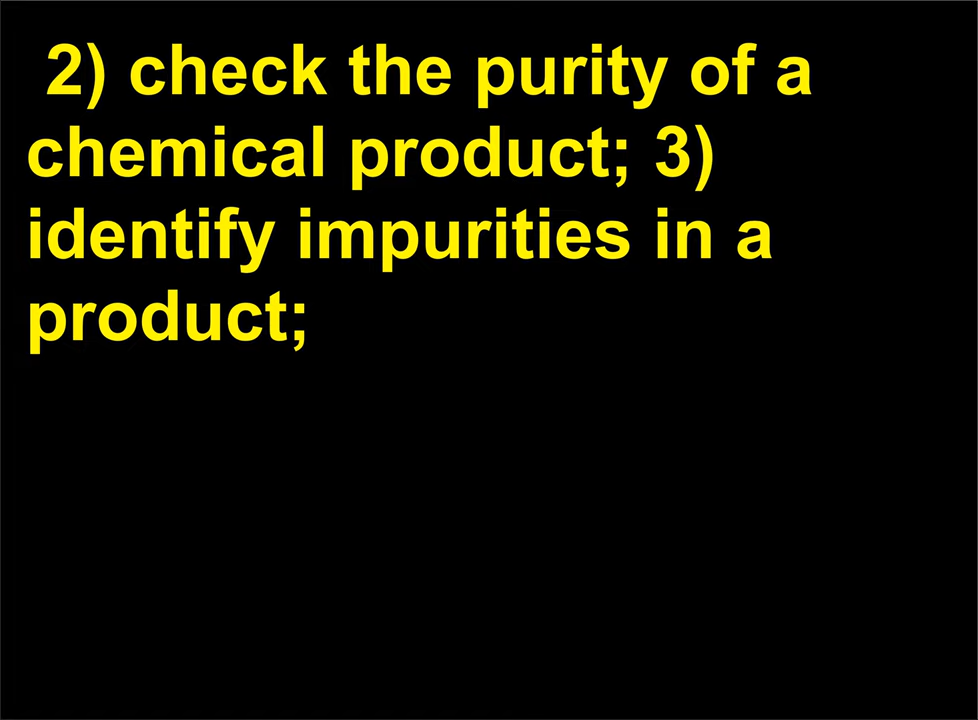 2) check the purity of a
chemical product; 3)
identify impurities in a
product;